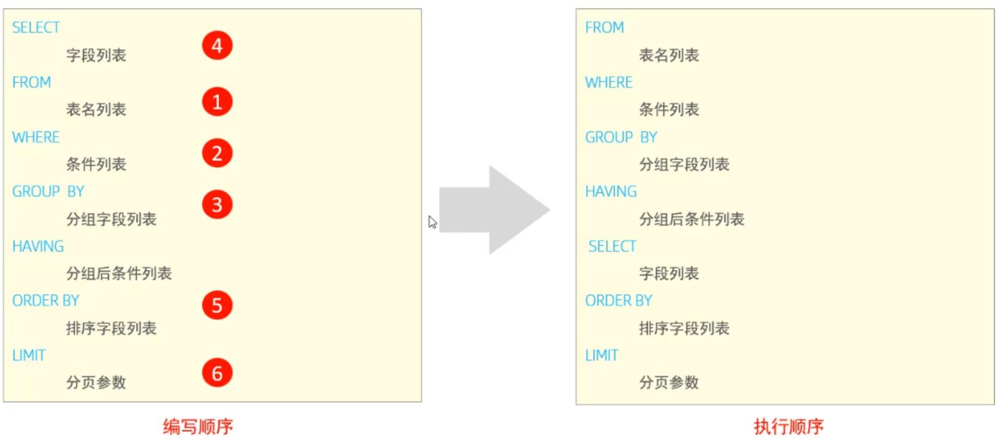 SELECT
字段列表
4
FROM
表名列表
1
WHERE
条件列表
2
GROUP BY
分组字段列表
3
HAVING
分组后条件列表
ORDER BY
排序字段列表
5
LIMIT
分页参数
6
编写顺序
FROM
表名列表
WHERE
条件列表
GROUP BY
分组字段列表
HAVING
分组后条件列表
SELECT
字段列表
ORDER BY
排序字段列表
LIMIT
分页参数
执行顺序